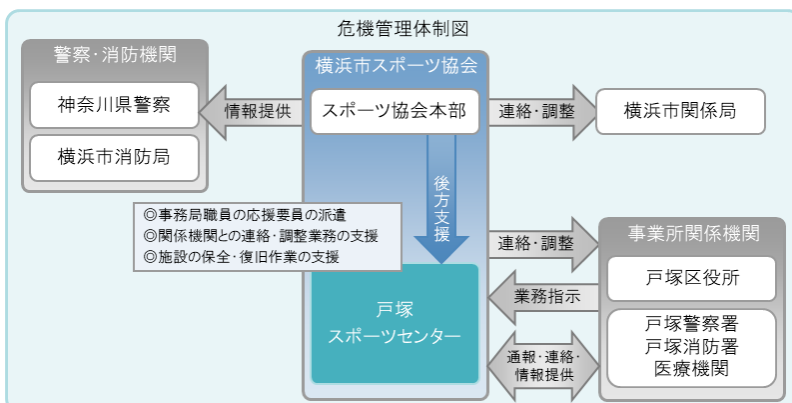 危機管理体制図
警察・消防機関
神奈川県警察
横浜市消防局
情報提供
横浜市スポーツ協会
スポーツ協会本部
連絡・調整
横浜市関係局
後方支援
◎事務局職員の応援要員の派遣
◎関係機関との連絡・調整業務の支援
◎施設の保全・復旧作業の支援
戸塚
スポーツセンター
連絡・調整
業務指示
通報・連絡・
情報提供
事業所関係機関
戸塚区役所
戸塚警察署
戸塚消防署
医療機関